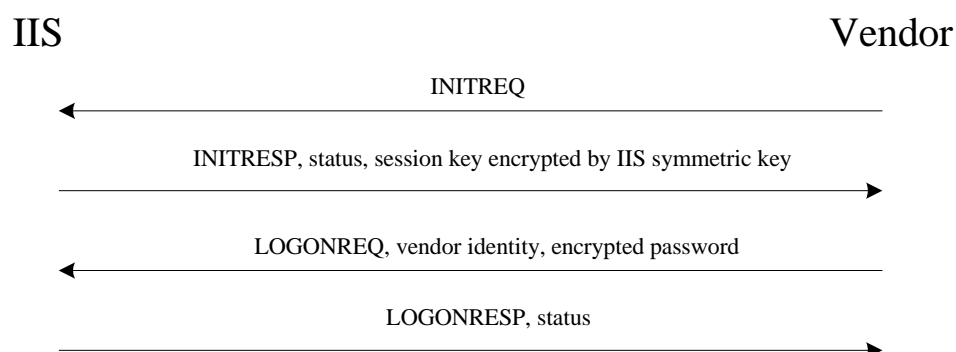 IIS
Vendor
INITREQ
INITRESP, status, session key encrypted by IIS symmetric key
LOGONREQ, vendor identity, encrypted password
LOGONRESP, status